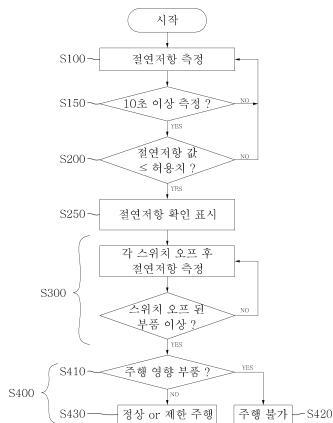 시작
S100
절연저항 측정
S150
10초 이상 측정 ?
NO
YES
S200
절연저항 값
≤ 허용치 ?
NO
YES
S250
절연저항 확인 표시
S300
각 스위치 오프 후
절연저항 측정
스위치 오프 된
부품 이상 ?
NO
YES
S400
S410
주행 영향 부품 ?
YES
NO
S430
정상 or 제한 주행
주행 불가
S420